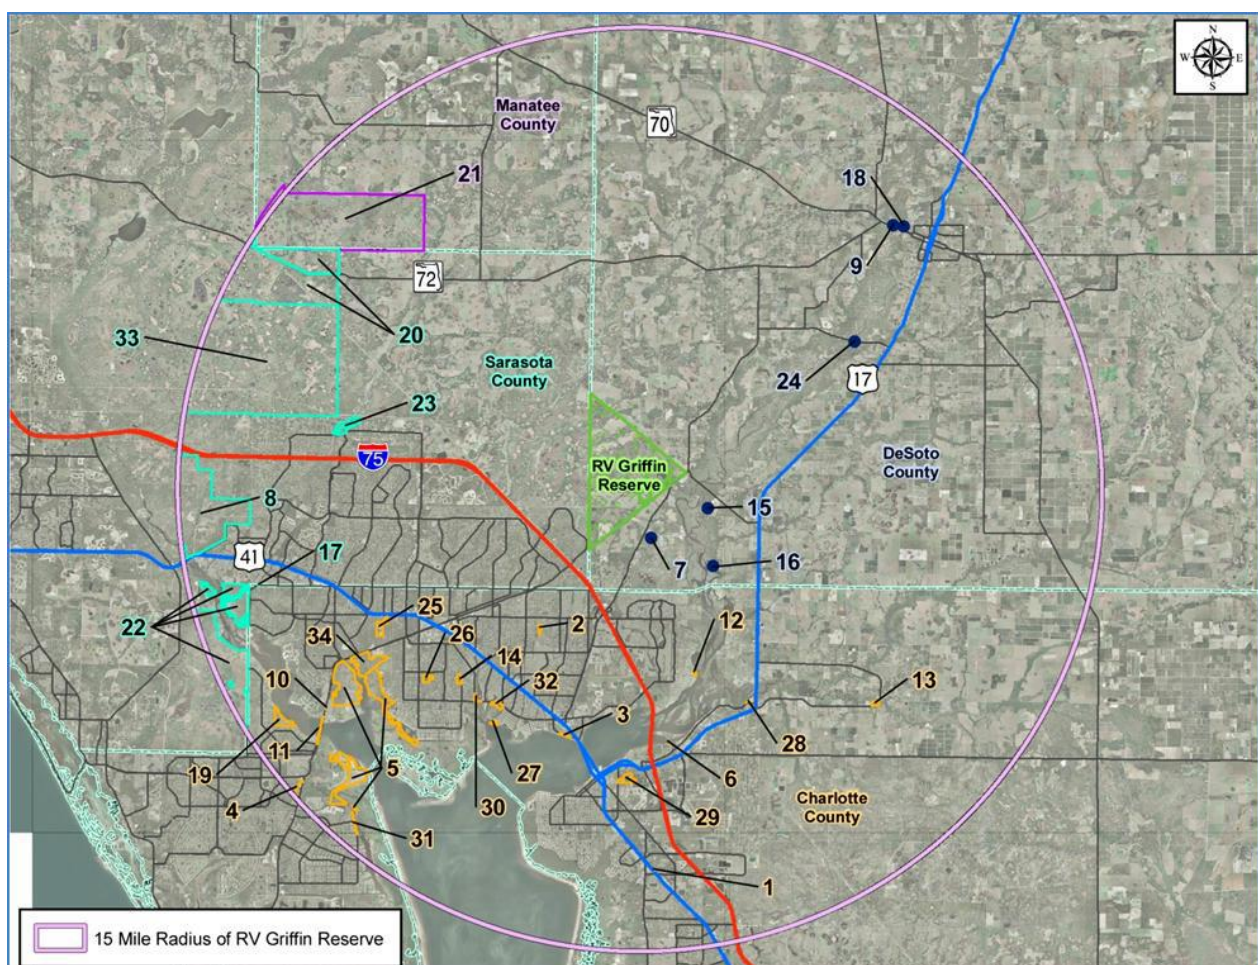 N
W E
S
Manatee
County
70
21
18
9
72
20
33
24
17
Sarasota
County
23
75
RV Griffin
Reserve
DeSoto
County
8
15
41
17
7
16
22
25
2
12
34
26
14
32
13
10
3
28
11
19
5
27
6
4
30
29
Charlotte
County
31
1
15 Mile Radius of RV Griffin Reserve